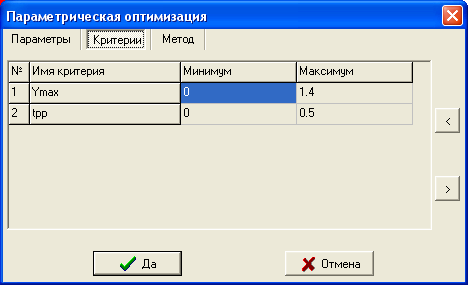 Параметрическая оптимизация
Параметры Критерии Метод
№ Имя критерия Минимум Максимум
1 Ymax 0 1.4
2 tpp 0 0.5
<
>
Да Отмена